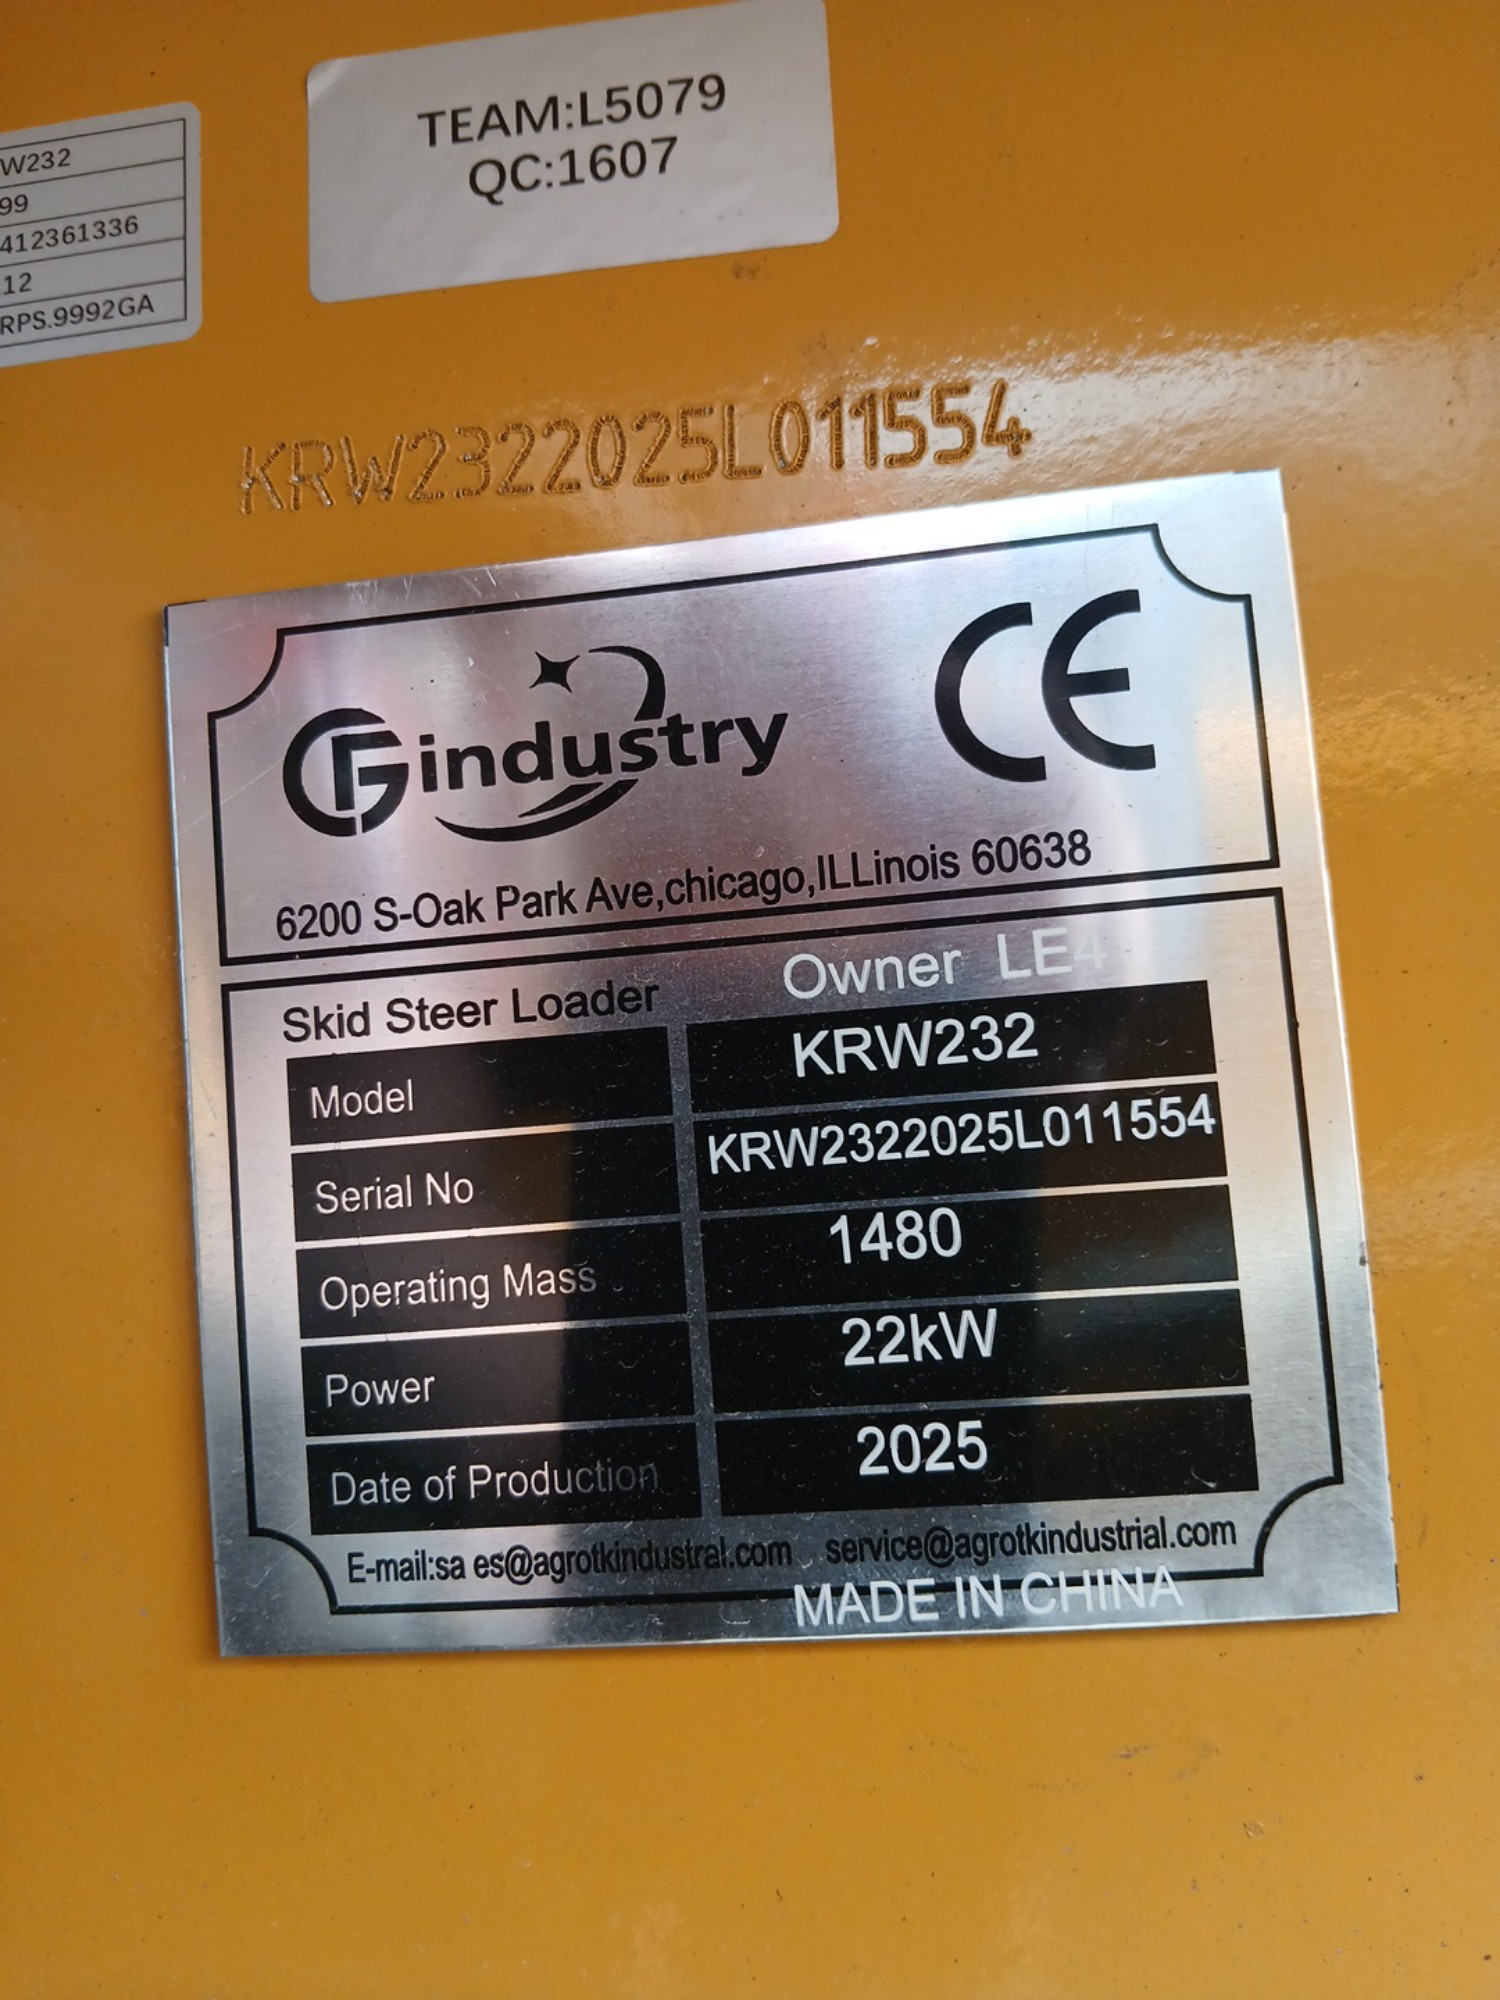 TEAM:L5079
QC:1607
W232
99
412361336
12
RPS.9992GA
KRW2322025L011554
GFindustry
CE
6200 S-Oak Park Ave,chicago,ILLinois 60638
Skid Steer Loader Owner LE4
Model KRW232
Serial No KRW2322025L011554
Operating Mass 1480
Power 22kW
Date of Production 2025
E-mail:sa es@agrotkindustral.com service@agrotkindustrial.com
MADE IN CHINA